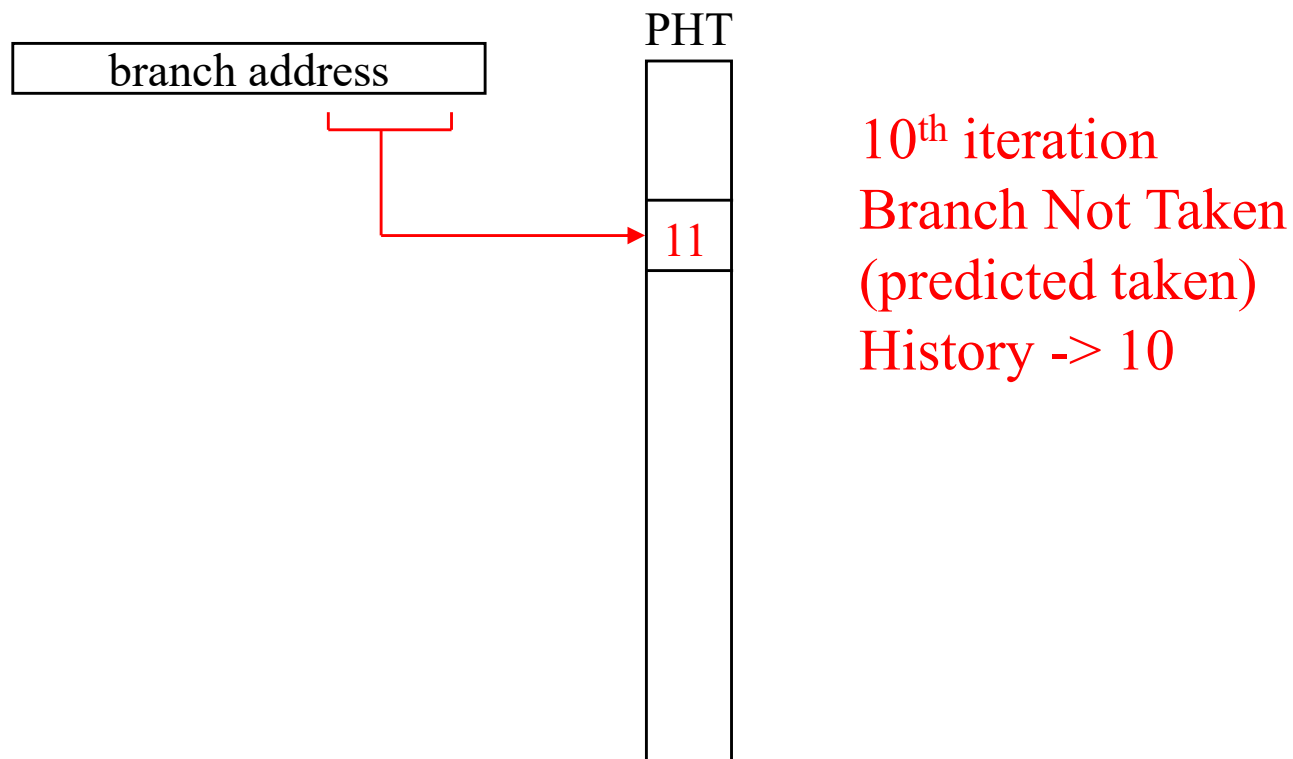 PHT
branch address
11
10th iteration
Branch Not Taken
(predicted taken)
History -> 10